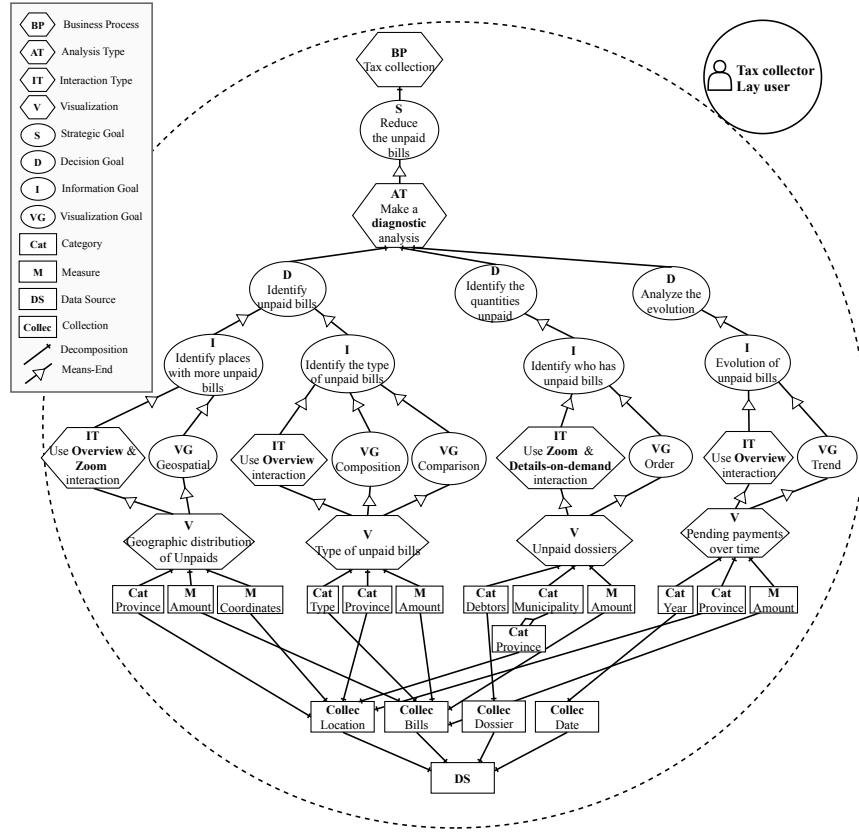 BP
Business Process
AT
Analysis Type
IT
Interaction Type
V
Visualization
S
Strategic Goal
D
Decision Goal
I
Information Goal
VG
Visualization Goal
Cat
Category
M
Measure
DS
Data Source
Collec
Collection
Decomposition
Means-End
Tax collector
Lay user
BP
Tax collection
S
Reduce
the unpaid
bills
AT
Make a
diagnostic
analysis
D
Identify
unpaid bills
D
Identify the
quantities
unpaid
D
Analyze the
evolution
I
Identify places
with more unpaid
bills
I
Identify the type
of unpaid bills
I
Identify who has
unpaid bills
I
Evolution of
unpaid bills
IT
Use Overview &
Zoom
interaction
VG
Geospatial
IT
Use Overview
interaction
VG
Composition
VG
Comparison
IT
Use Zoom &
Details-on-demand
interaction
VG
Order
IT
Use Overview
interaction
VG
Trend
V
Geographic distribution
of Unpaids
V
Type of unpaid bills
V
Unpaid dossiers
V
Pending payments
over time
Cat
Province
M
Amount
M
Coordinates
Cat
Type
Cat
Province
M
Amount
Cat
Debtors
Cat
Municipality
M
Amount
Cat
Province
Cat
Year
Cat
Province
M
Amount
Collec
Location
Collec
Bills
Collec
Dossier
Collec
Date
DS